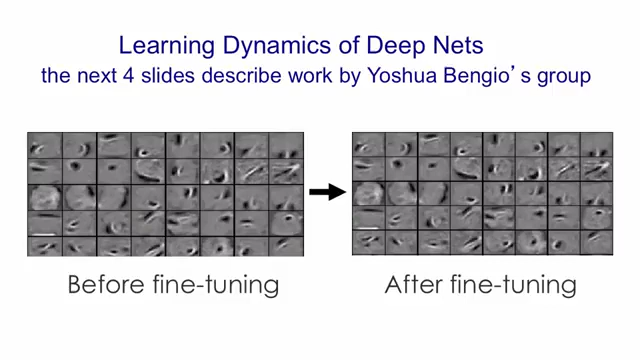 Learning Dynamics of Deep Nets
the next 4 slides describe work by Yoshua Bengio's group
Before fine-tuning
After fine-tuning